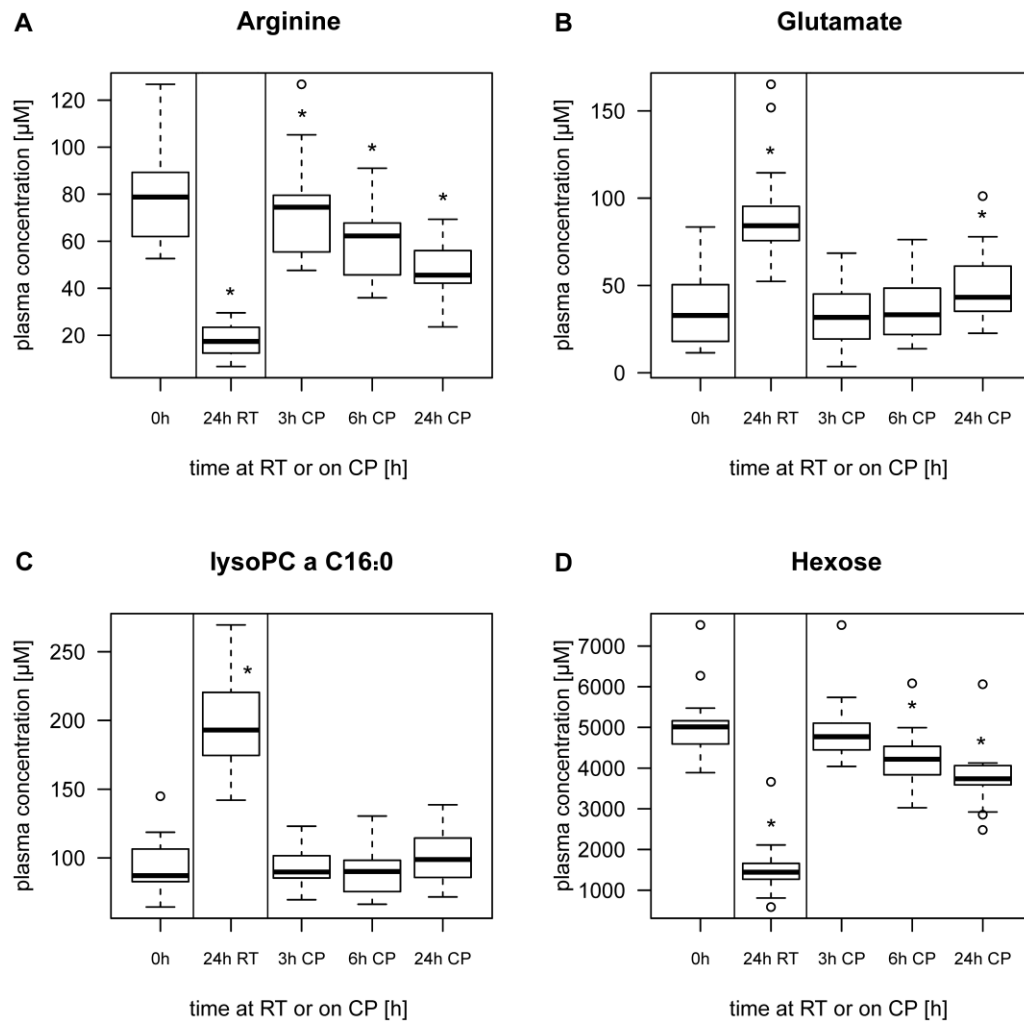 A
Arginine
plasma concentration [µM]
120
100
80
60
40
20
*
*
*
*
0h
24h RT
3h CP
6h CP
24h CP
time at RT or on CP [h]
B
Glutamate
plasma concentration [µM]
150
100
50
0
*
*
0h
24h RT
3h CP
6h CP
24h CP
time at RT or on CP [h]
C
lysoPC a C16:0
plasma concentration [µM]
250
200
150
100
*
0h
24h RT
3h CP
6h CP
24h CP
time at RT or on CP [h]
D
Hexose
plasma concentration [µM]
7000
6000
5000
4000
3000
2000
1000
*
*
*
0h
24h RT
3h CP
6h CP
24h CP
time at RT or on CP [h]